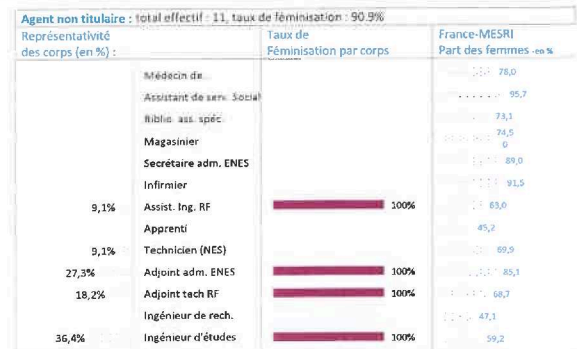 Agent non titulaire : total effectif : 11, taux de féminisation : 90.9%
Représentativité des corps (en %) : Taux de Féminisation par corps France-MESRI Part des femmes -en %
Médecin de 78,0
Assistant de serv. Social 95,7
Biblio. ass. spéc. 73,1
Magasinier 74,5 0
Secrétaire adm. ENES 89,0
Infirmier 91,5
9,1% Assist. Ing. RF 100% 63,0
Apprenti 45,2
9,1% Technicien (NES) 69,9
27,3% Adjoint adm. ENES 100% 85,1
18,2% Adjoint tech RF 100% 68,7
Ingénieur de rech. 47,1
36,4% Ingénieur d'études 100% 59,2